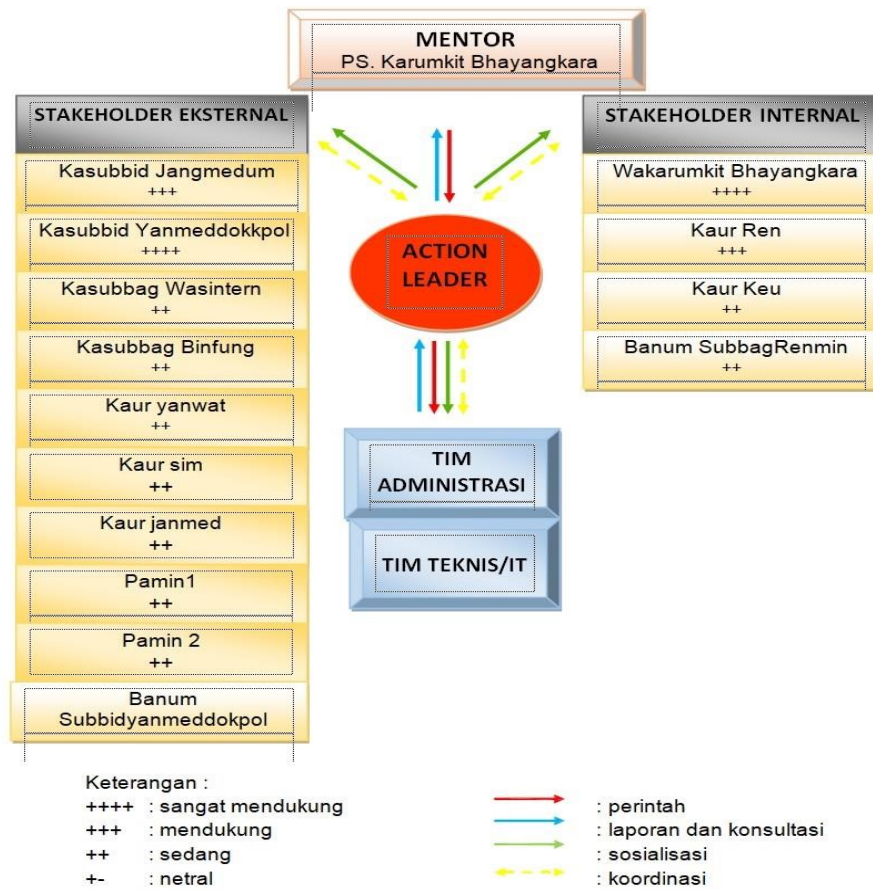 MENTOR
PS. Karumkit Bhayangkara
STAKEHOLDER EKSTERNAL
Kasubbid Jangmedum
+++
Kasubbid Yanmeddokkpol
++++
Kasubbag Wasintern
++
Kasubbag Binfung
++
Kaur yanwat
++
Kaur sim
++
Kaur janmed
++
Pamin1
++
Pamin 2
++
Banum
Subbidyanmeddokpol
ACTION
LEADER
TIM
ADMINISTRASI
TIM TEKNIS/IT
STAKEHOLDER INTERNAL
Wakarumkit Bhayangkara
++++
Kaur Ren
+++
Kaur Keu
++
Banum SubbagRenmin
++
Keterangan :
++++ : sangat mendukung
+++ : mendukung
++ : sedang
+- : netral
: perintah
: laporan dan konsultasi
: sosialisasi
: koordinasi